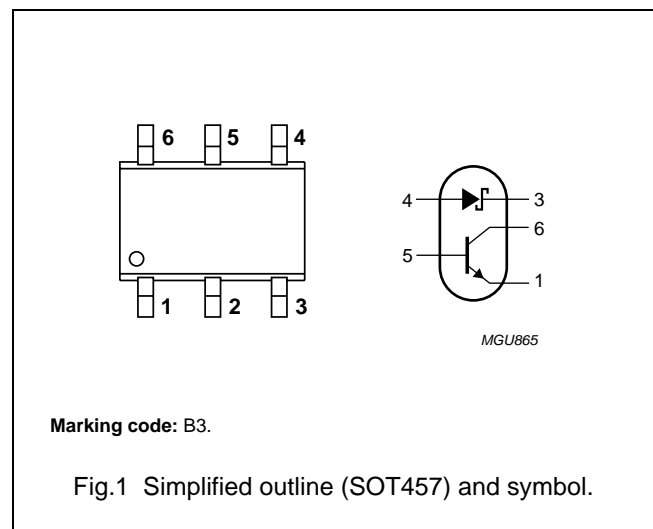 6 5 4
1 2 3
4 3
6
5
1
MGU865
Marking code: B3.
Fig.1 Simplified outline (SOT457) and symbol.